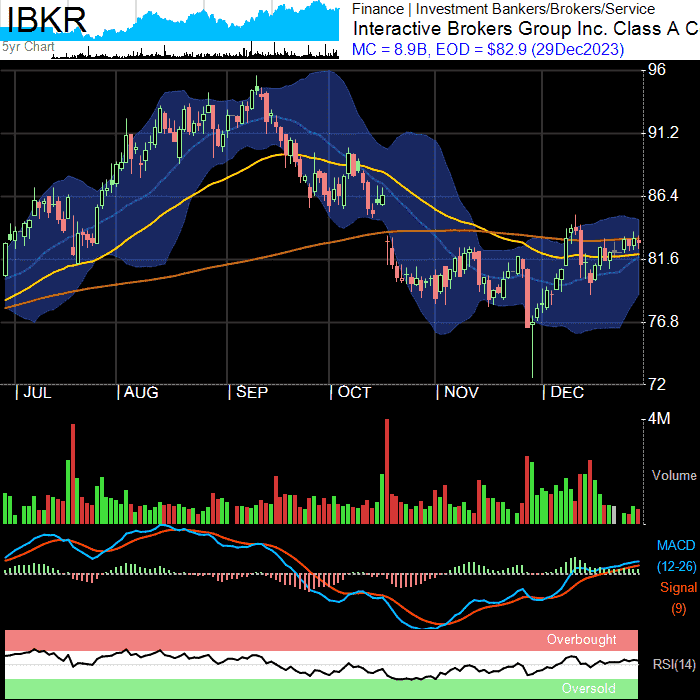 IBKR
5yr Chart
Finance | Investment Bankers/Brokers/Service
Interactive Brokers Group Inc. Class A C
MC = 8.9B, EOD = $82.9 (29Dec2023)
96
91.2
86.4
81.6
76.8
72
| JUL | AUG | SEP | OCT | NOV | DEC
4M
Volume
MACD
(12-26)
Signal
(9)
Overbought
RSI(14)
Oversold